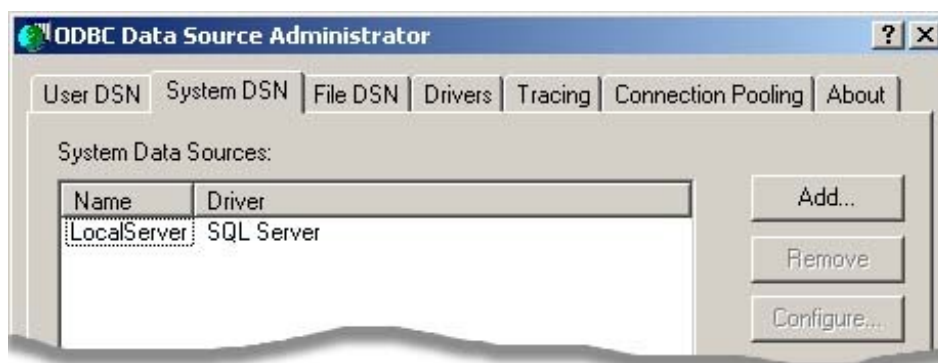 ODBC Data Source Administrator
User DSN System DSN File DSN Drivers Tracing Connection Pooling About
System Data Sources:
Name Driver
LocalServer SQL Server
Add...
Remove
Configure...